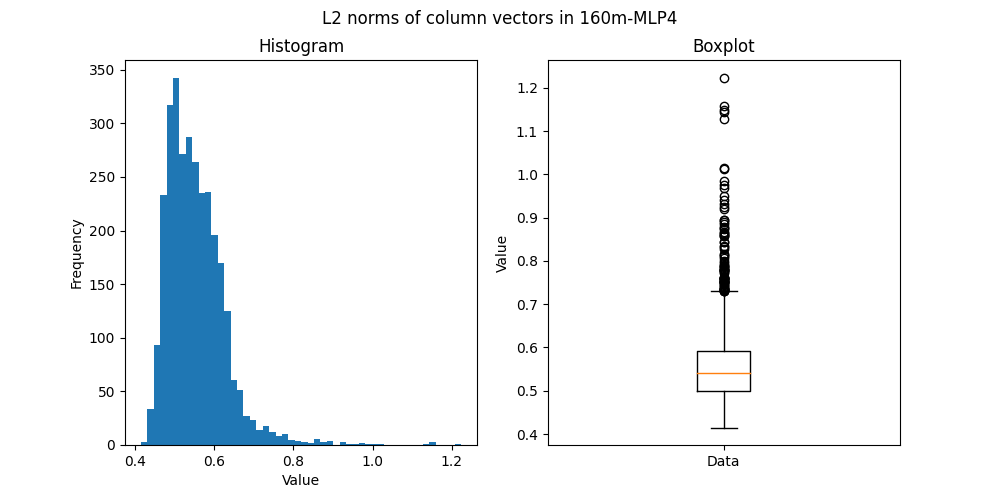 L2 norms of column vectors in 160m-MLP4
Histogram
Frequency
350
300
250
200
150
100
50
0
0.4 0.6 0.8 1.0 1.2
Value
Boxplot
Value
1.2
1.1
1.0
0.9
0.8
0.7
0.6
0.5
0.4
Data